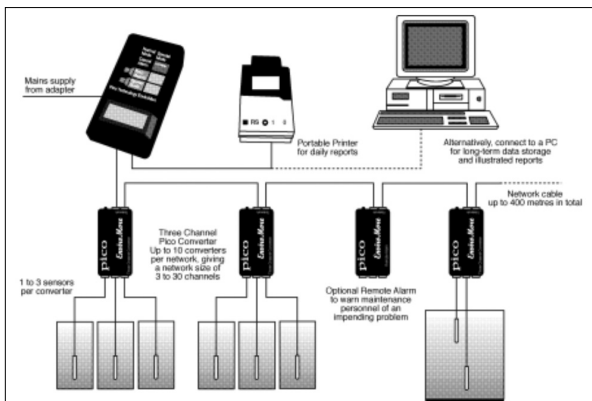 Mains supply
from adapter
Portable Printer
for daily reports
Alternatively, connect to a PC
for long-term data storage
and illustrated reports
Network cable
up to 400 metres in total
Three Channel
Pico Converter
Up to 10 converters
per network, giving
a network size of
3 to 30 channels
1 to 3 sensors
per converter
Optional Remote Alarm
to warn maintenance
personnel of an
impending problem
pico
pico
pico
pico